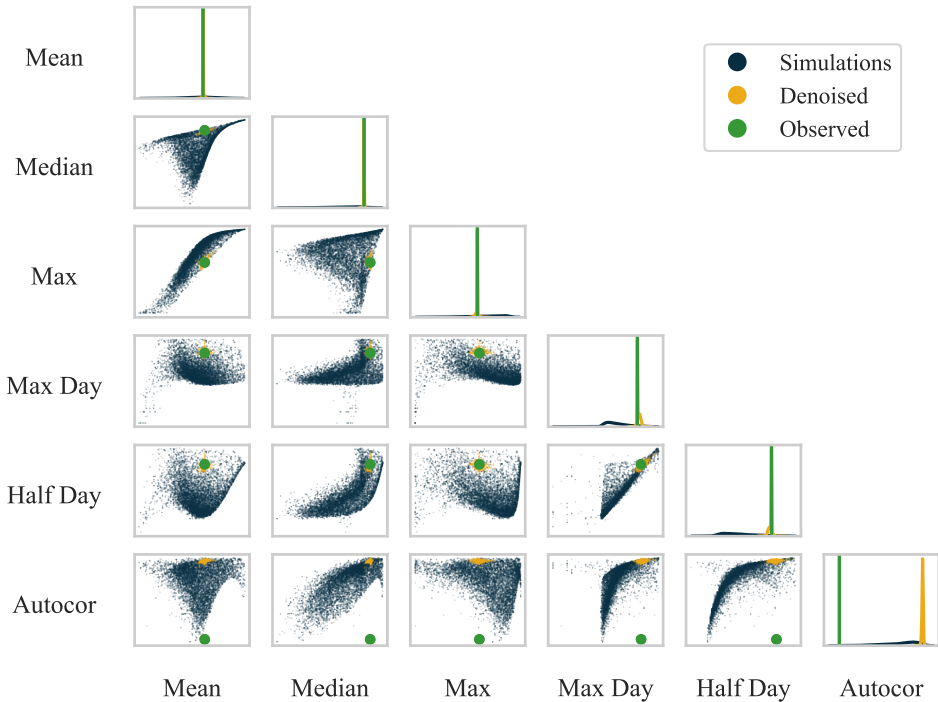 Mean
Simulations
Denoised
Observed
Median
Max
Max Day
Half Day
Autocor
Mean
Median
Max
Max Day
Half Day
Autocor